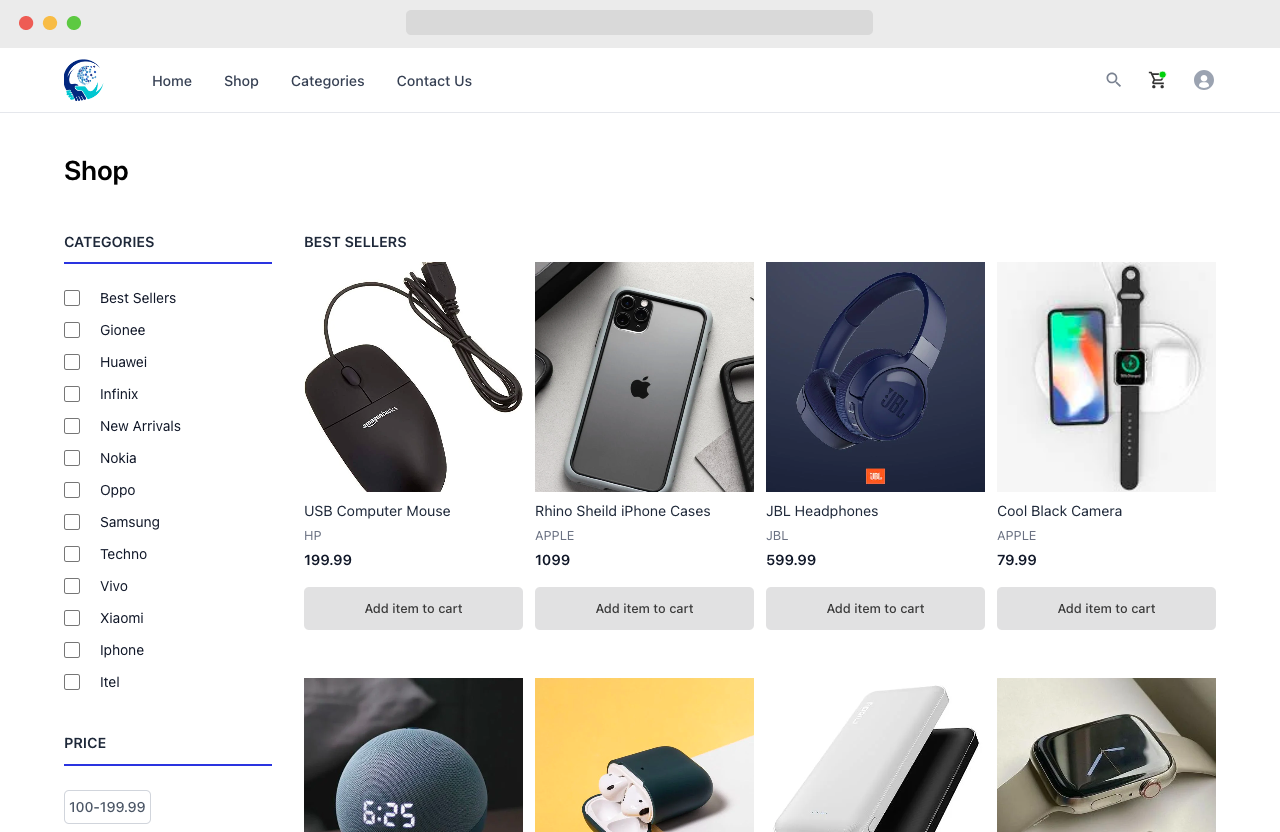 Home
Shop
Categories
Contact Us
Shop
CATEGORIES
Best Sellers
Gionee
Huawei
Infinix
New Arrivals
Nokia
Oppo
Samsung
Techno
Vivo
Xiaomi
Iphone
Itel
PRICE
100-199.99
BEST SELLERS
amazonbasics
USB Computer Mouse
HP
199.99
Add item to cart
Rhino Sheild iPhone Cases
APPLE
1099
Add item to cart
JBL
JBL
JBL Headphones
JBL
599.99
Add item to cart
Cool Black Camera
APPLE
79.99
Add item to cart
6:25